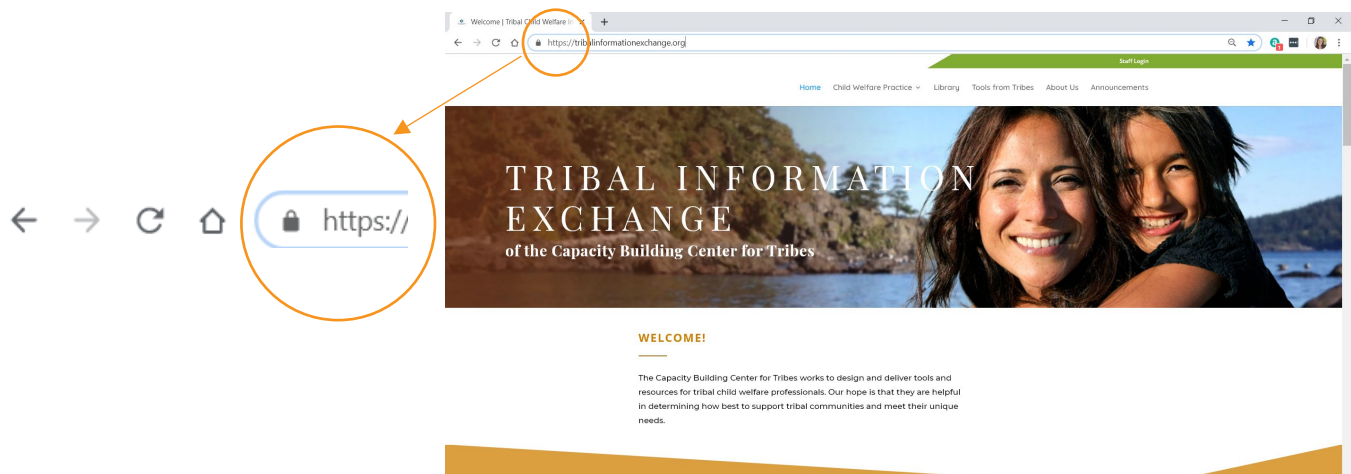 Welcome | Tribal Child Welfare In
https://tribalinformationexchange.org
Staff Login
Home Child Welfare Practice Library Tools from Tribes About Us Announcements
TRIBAL INFORMATION
EXCHANGE
of the Capacity Building Center for Tribes
https://
WELCOME!
The Capacity Building Center for Tribes works to design and deliver tools and
resources for tribal child welfare professionals. Our hope is that they are helpful
in determining how best to support tribal communities and meet their unique
needs.